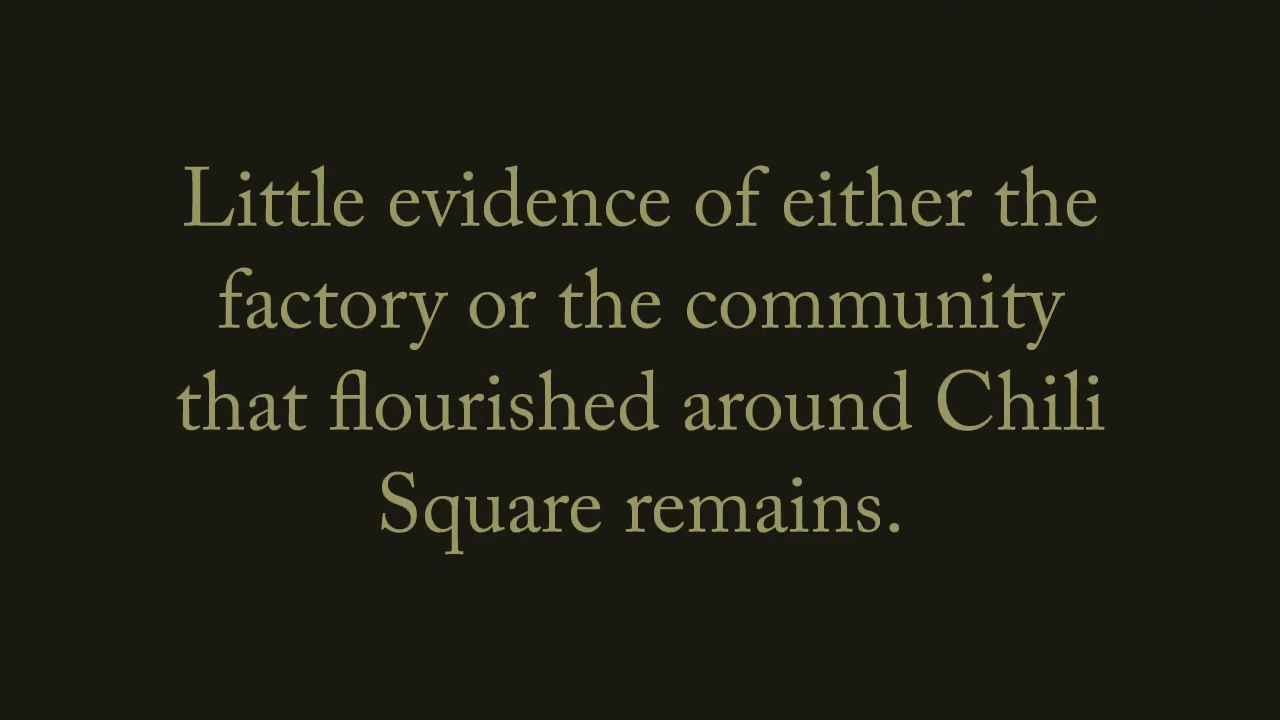 Little evidence of either the
factory or the community
that flourished around Chili
Square remains.